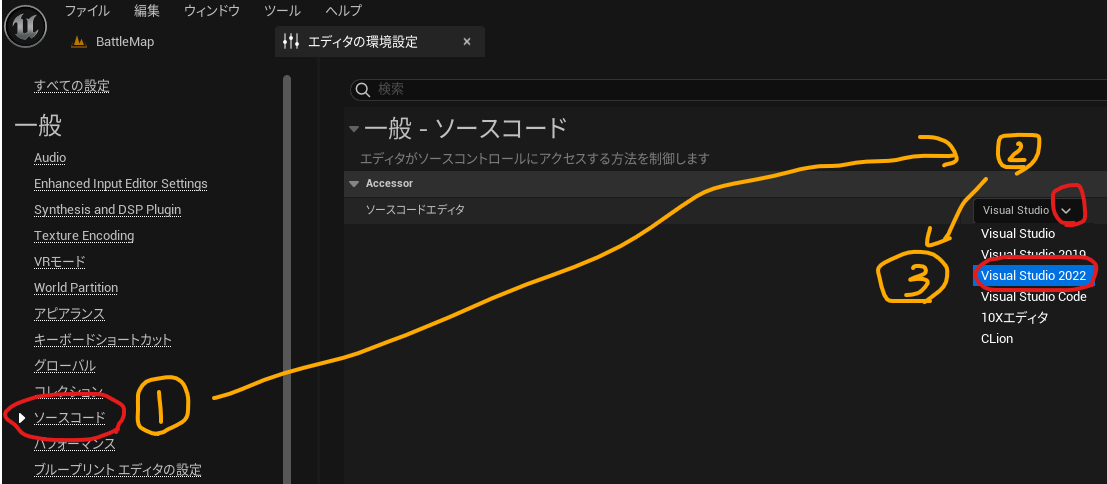 ファイル 編集 ウィンドウ ツール ヘルプ
BattleMap
エディタの環境設定 ×
すべての設定
一般
Audio
Enhanced Input Editor Settings
Synthesis and DSP Plugin
Texture Encoding
VRモード
World Partition
アピアランス
キーボードショートカット
グローバル
コレクション
ソースコード
パフォーマンス
ブループリント エディタの設定
1
検索
一般 - ソースコード
エディタがソースコントロールにアクセスする方法を制御します
2
Accessor
ソースコードエディタ
Visual Studio
Visual Studio
Visual Studio 2019
3
Visual Studio 2022
Visual Studio Code
10Xエディタ
CLion